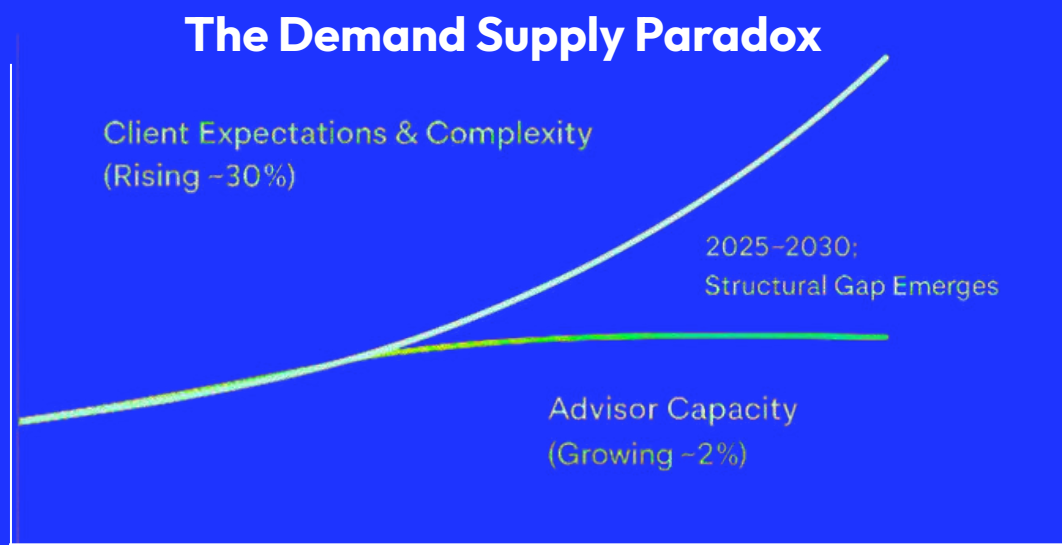 The Demand Supply Paradox
Client Expectations & Complexity
(Rising ~30%)
2025–2030:
Structural Gap Emerges
Advisor Capacity
(Growing ~2%)